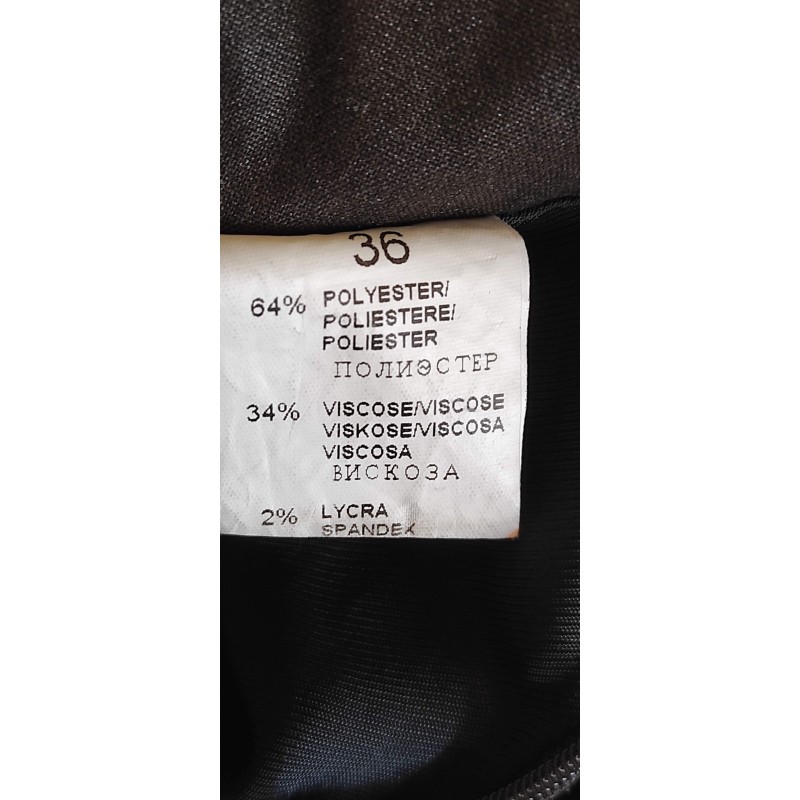 36
64% POLYESTER/
POLIESTERE/
POLIESTER
ПОЛИЭСТЕР
34% VISCOSE/VISCOSE
VISKOSE/VISCOSA
VISCOSA
ВИСКОЗА
2% LYCRA
SPANDEX